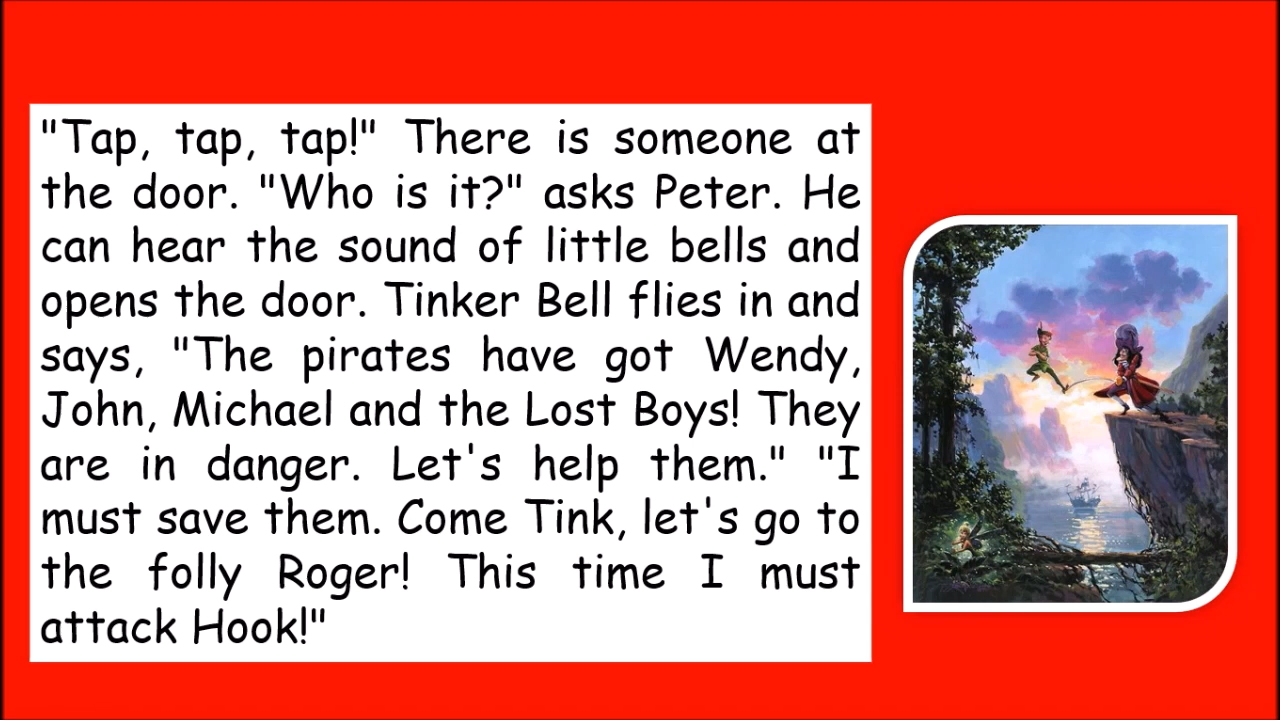 "Tap, tap, tap!" There is someone at
the door. "Who is it?" asks Peter. He
can hear the sound of little bells and
opens the door. Tinker Bell flies in and
says, "The pirates have got Wendy,
John, Michael and the Lost Boys! They
are in danger. Let's help them." "I
must save them. Come Tink, let's go to
the folly Roger! This time I must
attack Hook!"